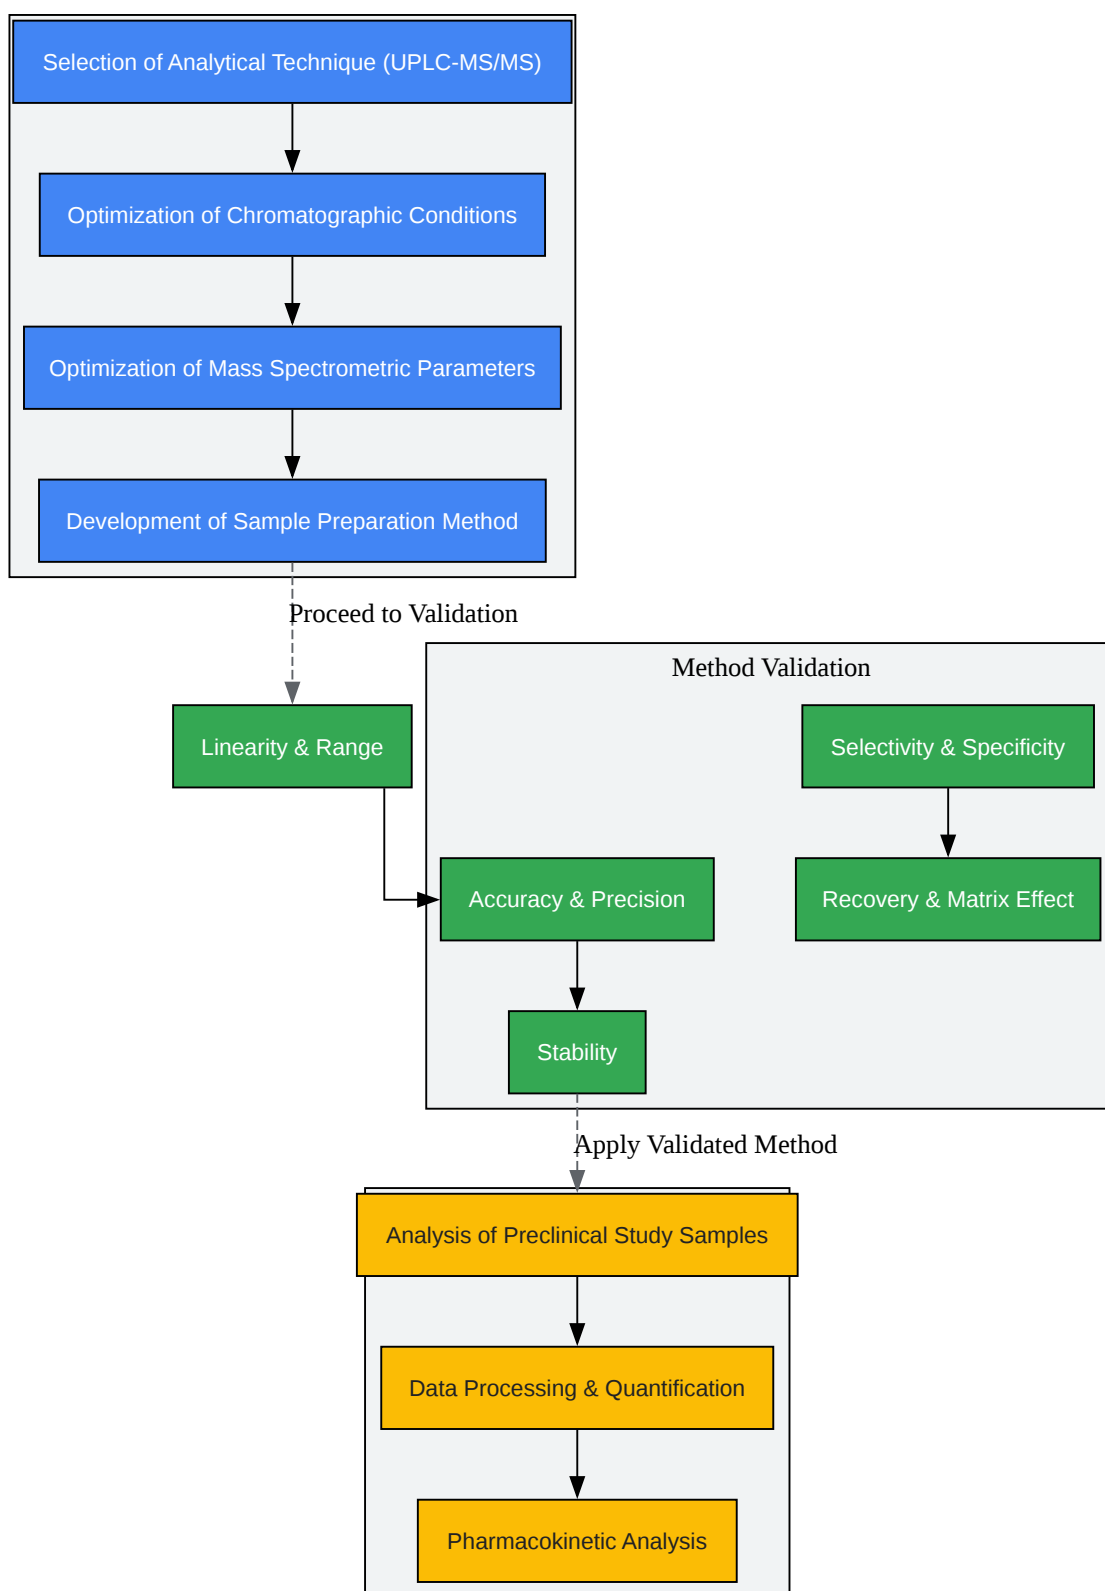 Selection of Analytical Technique (UPLC-MS/MS)
Optimization of Chromatographic Conditions
Optimization of Mass Spectrometric Parameters
Development of Sample Preparation Method
Proceed to Validation
Method Validation
Linearity & Range
Selectivity & Specificity
Accuracy & Precision
Recovery & Matrix Effect
Stability
Apply Validated Method
Analysis of Preclinical Study Samples
Data Processing & Quantification
Pharmacokinetic Analysis